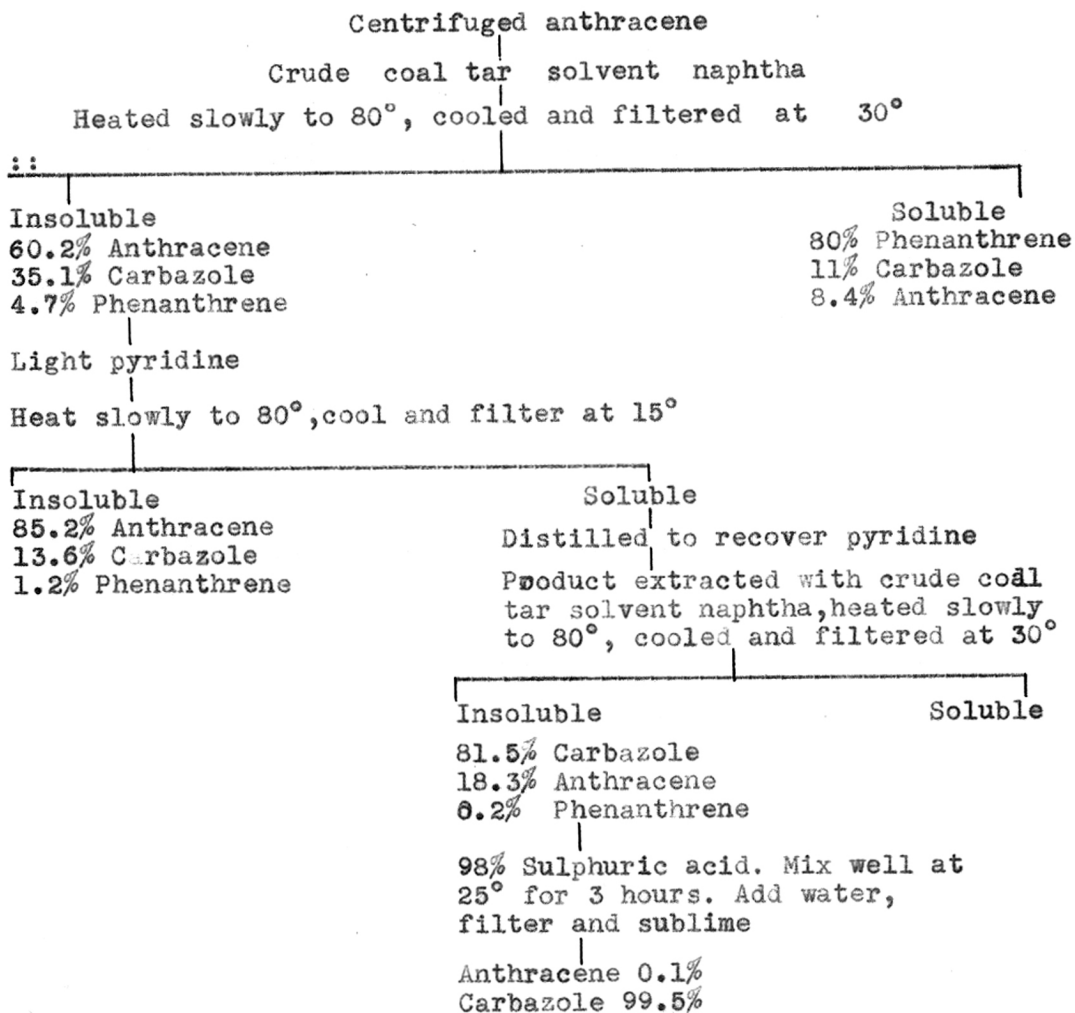 Centrifuged anthracene
Crude coal tar solvent naphtha
Heated slowly to 80°, cooled and filtered at 30°
::
Insoluble
60.2% Anthracene
35.1% Carbazole
4.7% Phenanthrene
Soluble
80% Phenanthrene
11% Carbazole
8.4% Anthracene
Light pyridine
Heat slowly to 80°,cool and filter at 15°
Insoluble
85.2% Anthracene
13.6% Carbazole
1.2% Phenanthrene
Soluble
Distilled to recover pyridine
Product extracted with crude coal
tar solvent naphtha,heated slowly
to 80°, cooled and filtered at 30°
Insoluble
81.5% Carbazole
18.3% Anthracene
0.2% Phenanthrene
Soluble
98% Sulphuric acid. Mix well at
25° for 3 hours. Add water,
filter and sublime
Anthracene 0.1%
Carbazole 99.5%